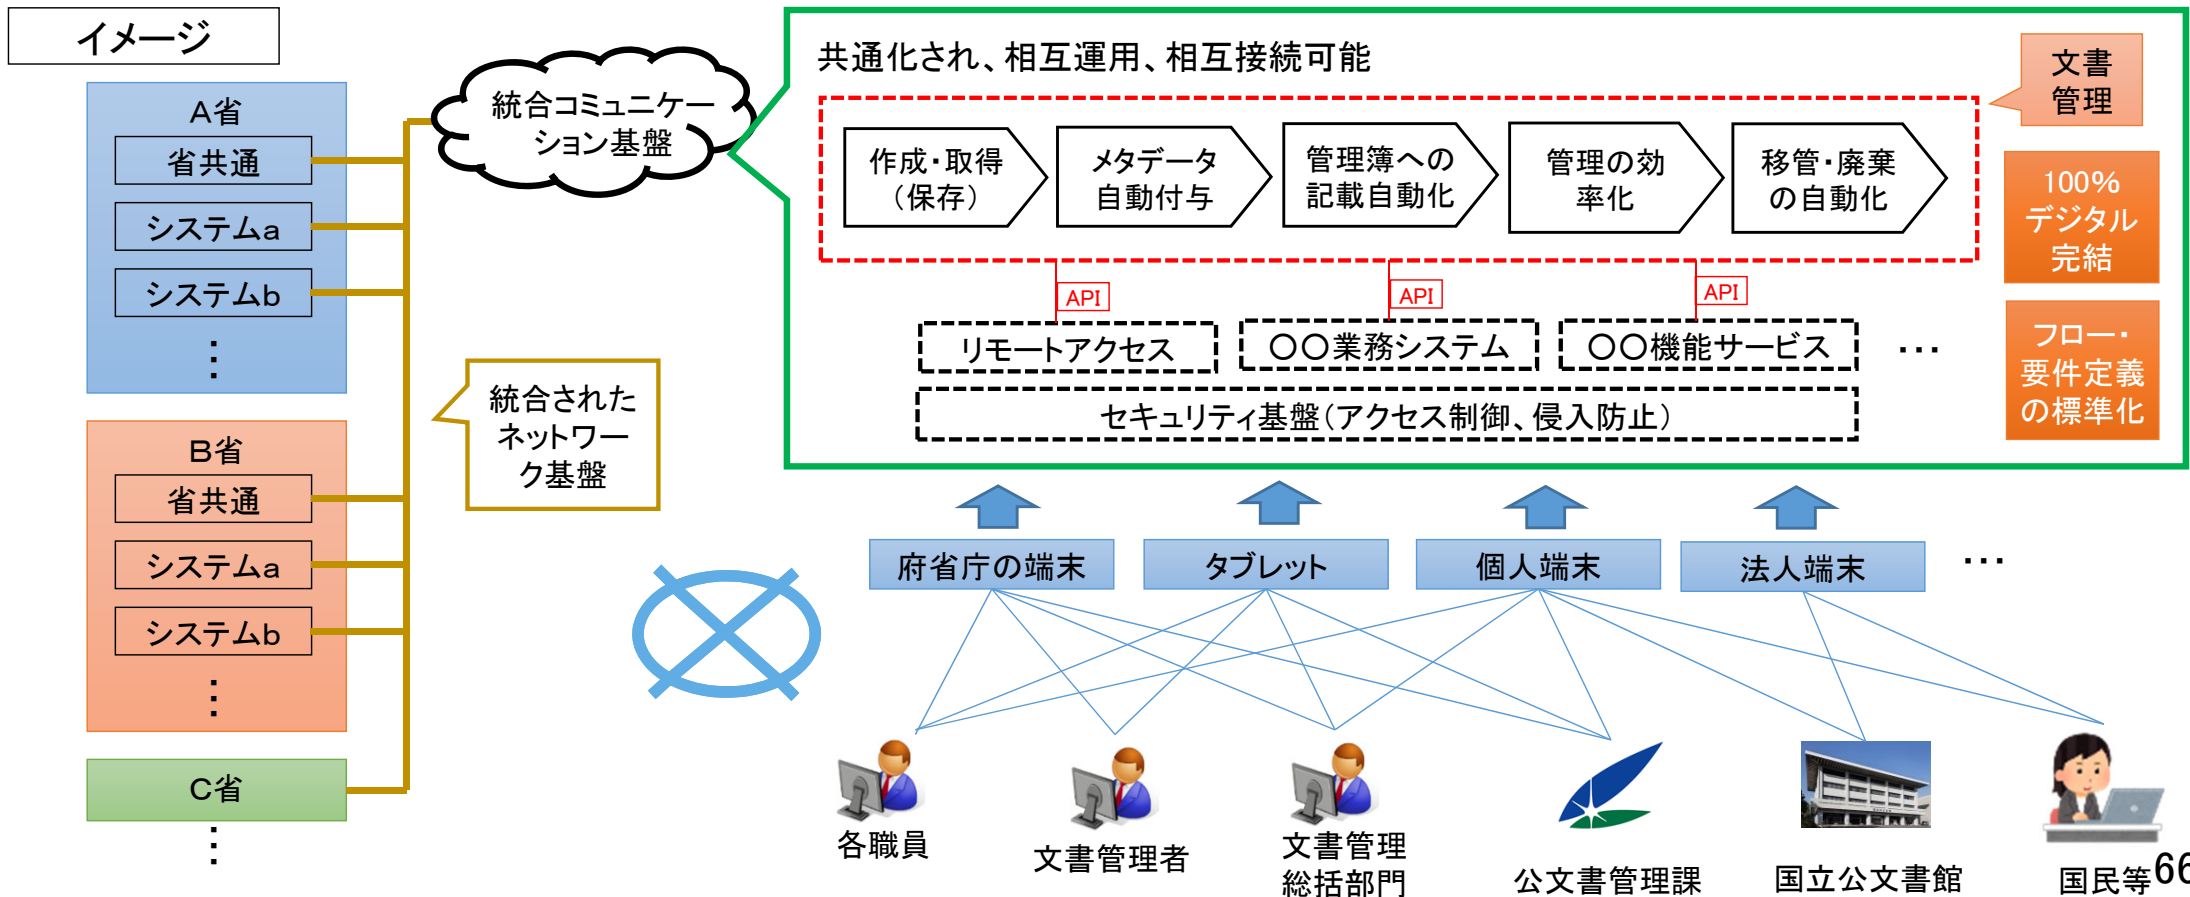 イメージ
A省
省共通
システムa
システムb
⋮
B省
省共通
システムa
システムb
⋮
C省
⋮
統合された
ネットワー
ク基盤
統合コミュニケー
ション基盤
共通化され、相互運用、相互接続可能
作成・取得
（保存）
メタデータ
自動付与
管理簿への
記載自動化
管理の効
率化
移管・廃棄
の自動化
文書
管理
100%
デジタル
完結
フロー・
要件定義
の標準化
API
API
API
リモートアクセス
〇〇業務システム
〇〇機能サービス
…
セキュリティ基盤（アクセス制御、侵入防止）
府省庁の端末
タブレット
個人端末
法人端末
…
各職員
文書管理者
文書管理
総括部門
公文書管理課
国立公文書館
国民等
66